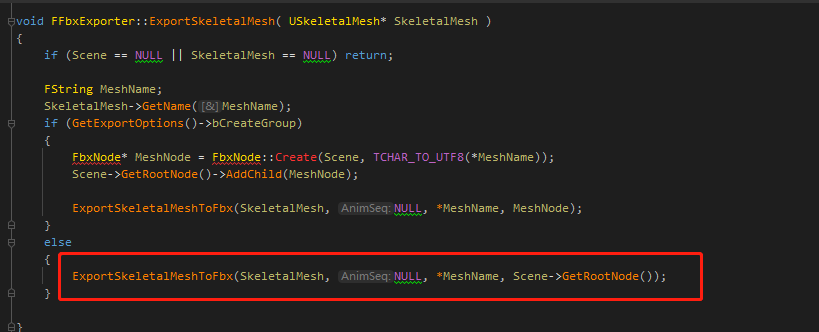 void FFbxExporter::ExportSkeletalMesh( USkeletalMesh* SkeletalMesh )
{
if (Scene == NULL || SkeletalMesh == NULL) return;
FString MeshName;
SkeletalMesh->GetName([&]MeshName);
if (GetExportOptions()->bCreateGroup)
{
FbxNode* MeshNode = FbxNode::Create(Scene, TCHAR_TO_UTF8(*MeshName));
Scene->GetRootNode()->AddChild(MeshNode);
ExportSkeletalMeshToFbx(SkeletalMesh, AnimSeq:NULL, *MeshName, MeshNode);
}
else
{
ExportSkeletalMeshToFbx(SkeletalMesh, AnimSeq:NULL, *MeshName, Scene->GetRootNode());
}
}